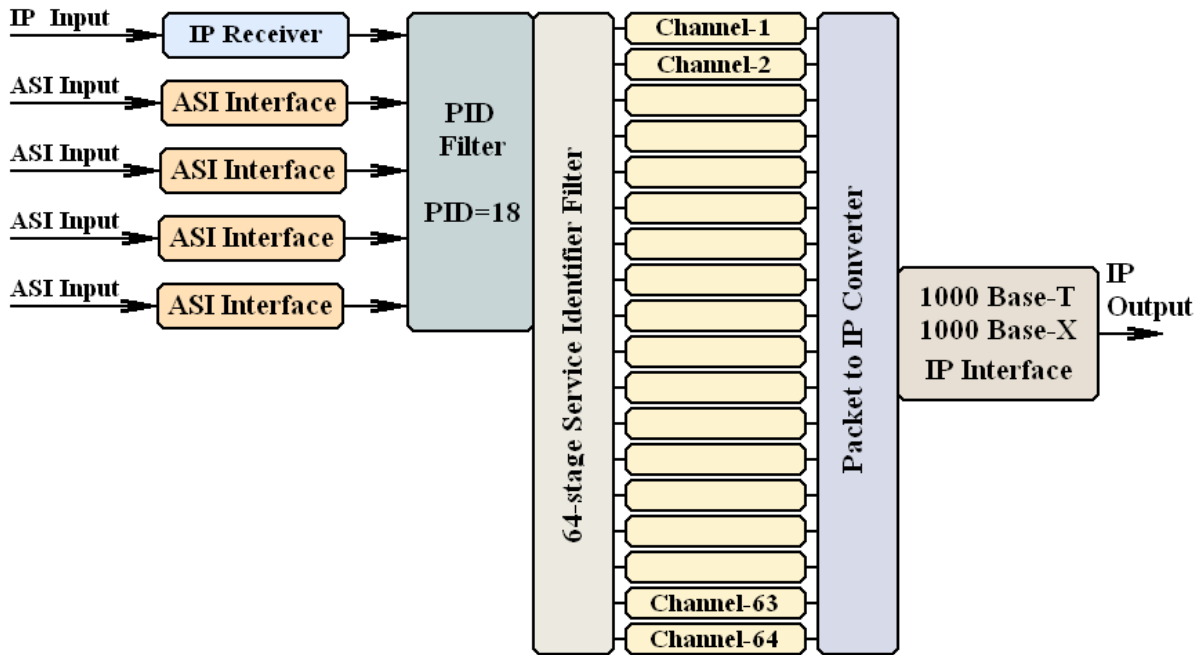 IP Input
IP Receiver
ASI Input
ASI Interface
ASI Input
ASI Interface
ASI Input
ASI Interface
ASI Input
ASI Interface
PID
Filter
PID=18
64-stage Service Identifier Filter
Channel-1
Channel-2
Channel-63
Channel-64
Packet to IP Converter
1000 Base-T
1000 Base-X
IP Interface
IP
Output